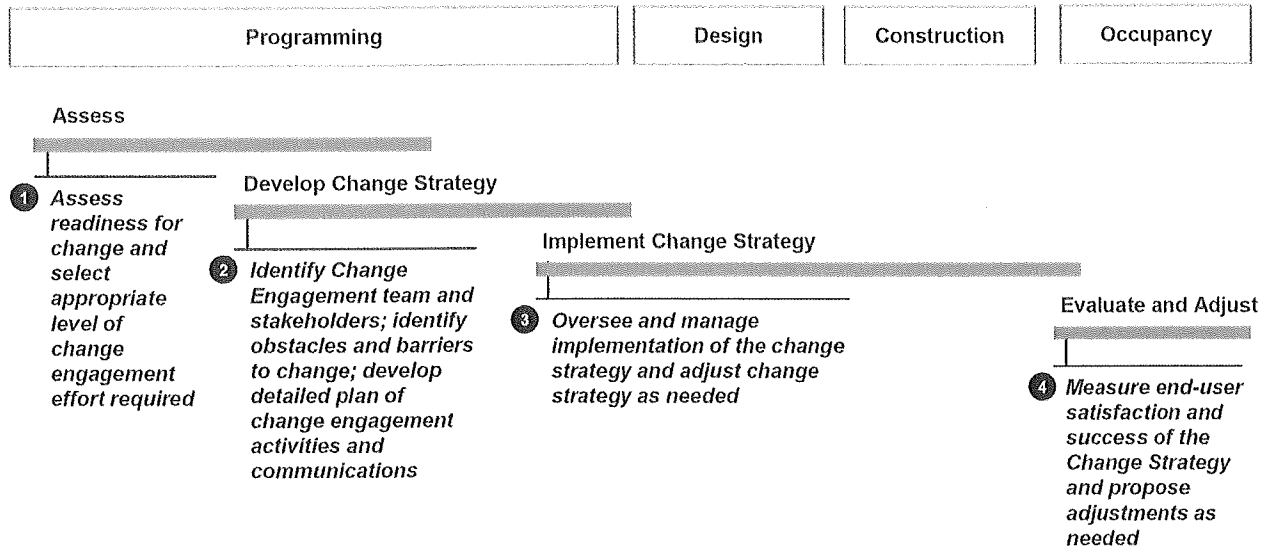 Programming
Design
Construction
Occupancy
Assess
1
Assess
readiness for
change and
select
appropriate
level of
change
engagement
effort required
Develop Change Strategy
2
Identify Change
Engagement team and
stakeholders; identify
obstacles and barriers
to change; develop
detailed plan of
change engagement
activities and
communications
Implement Change Strategy
3
Oversee and manage
implementation of the change
strategy and adjust change
strategy as needed
Evaluate and Adjust
4
Measure end-user
satisfaction and
success of the
Change Strategy
and propose
adjustments as
needed